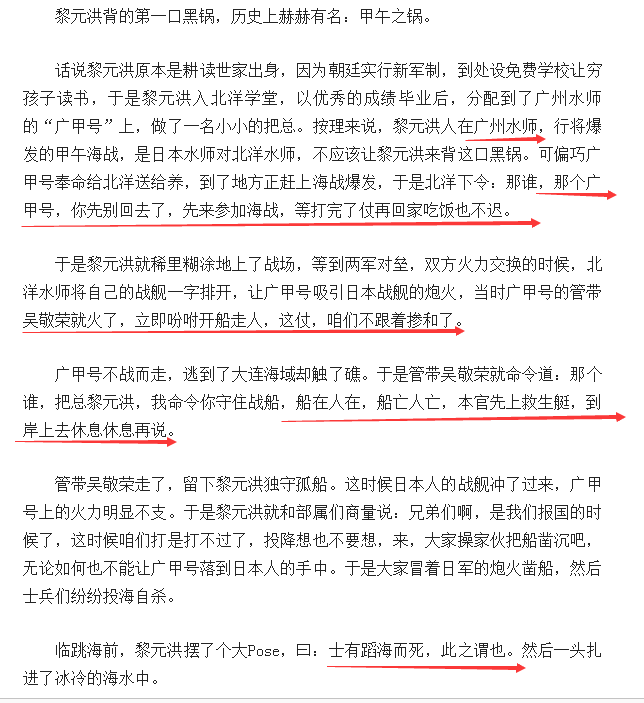 黎元洪背的第一口黑锅，历史上赫赫有名：甲午之锅。
话说黎元洪原本是耕读世家出身，因为朝廷实行新军制，到处设免费学校让穷
孩子读书，于是黎元洪入北洋学堂，以优秀的成绩毕业后，分配到了广州水师
的“广甲号”上，做了一名小小的把总。按理来说，黎元洪人在广州水师，行将爆
发的甲午海战，是日本水师对北洋水师，不应该让黎元洪来背这口黑锅。可偏巧广
甲号奉命给北洋送给养，到了地方正赶上海战爆发，于是北洋下令：那谁，那个广
甲号，你先别回去了，先来参加海战，等打完了仗再回家吃饭也不迟。
于是黎元洪就稀里糊涂地上了战场，等到两军对垒，双方火力交换的时候，北
洋水师将自己的战舰一字排开，让广甲号吸引日本战舰的炮火，当时广甲号的管带
吴敬荣就火了，立即吩咐开船走人，这仗，咱们不跟着掺和了。
广甲号不战而走，逃到了大连海域却触了礁。于是管带吴敬荣就命令道：那个
谁，把总黎元洪，我命令你守住战船，船在人在，船亡人亡，本官先上救生艇，到
岸上去休息休息再说。
管带吴敬荣走了，留下黎元洪独守孤船。这时候日本人的战舰冲了过来，广甲
号上的火力明显不支。于是黎元洪就和部属们商量说：兄弟们啊，是我们报国的时
候了，这时候咱们打是打不过了，投降想也不要想，来，大家操家伙把船凿沉吧，
无论如何也不能让广甲号落到日本人的手中。于是大家冒着日军的炮火凿船，然后
士兵们纷纷投海自杀。
临跳海前，黎元洪摆了个大Pose，曰：士有蹈海而死，此之谓也。然后一头扎
进了冰冷的海水中。